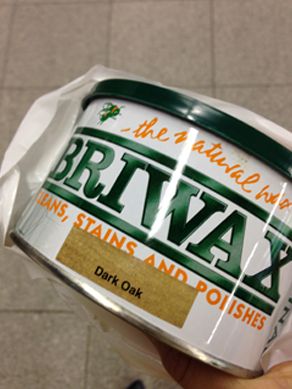 the natural wax
BRIWAX
CLEANS, STAINS AND POLISHES
Dark Oak